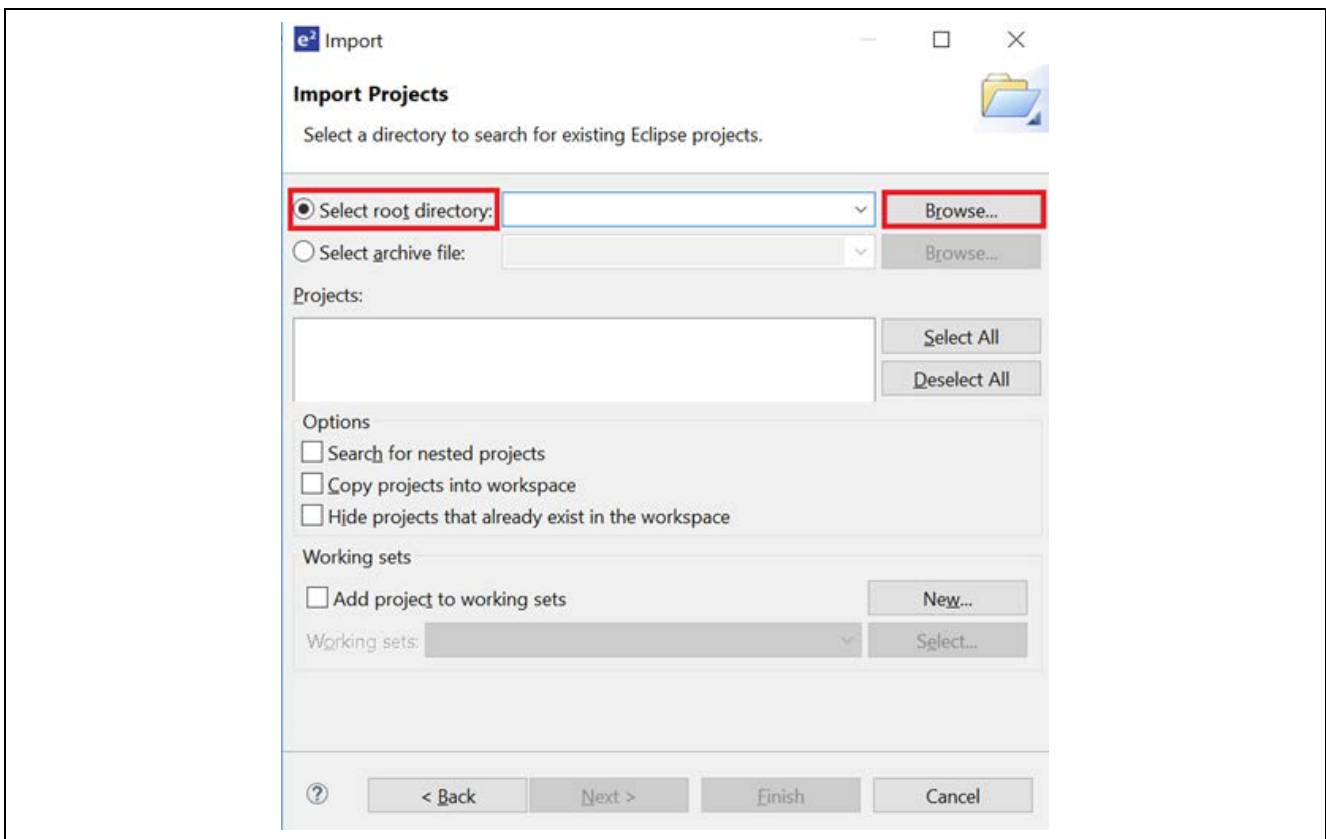 e² Import
Import Projects
Select a directory to search for existing Eclipse projects.
Select root directory: Browse...
Select archive file: Browse...
Projects:
Select All
Deselect All
Options
Search for nested projects
Copy projects into workspace
Hide projects that already exist in the workspace
Working sets
Add project to working sets New...
Working sets: Select...
? < Back Next > Finish Cancel